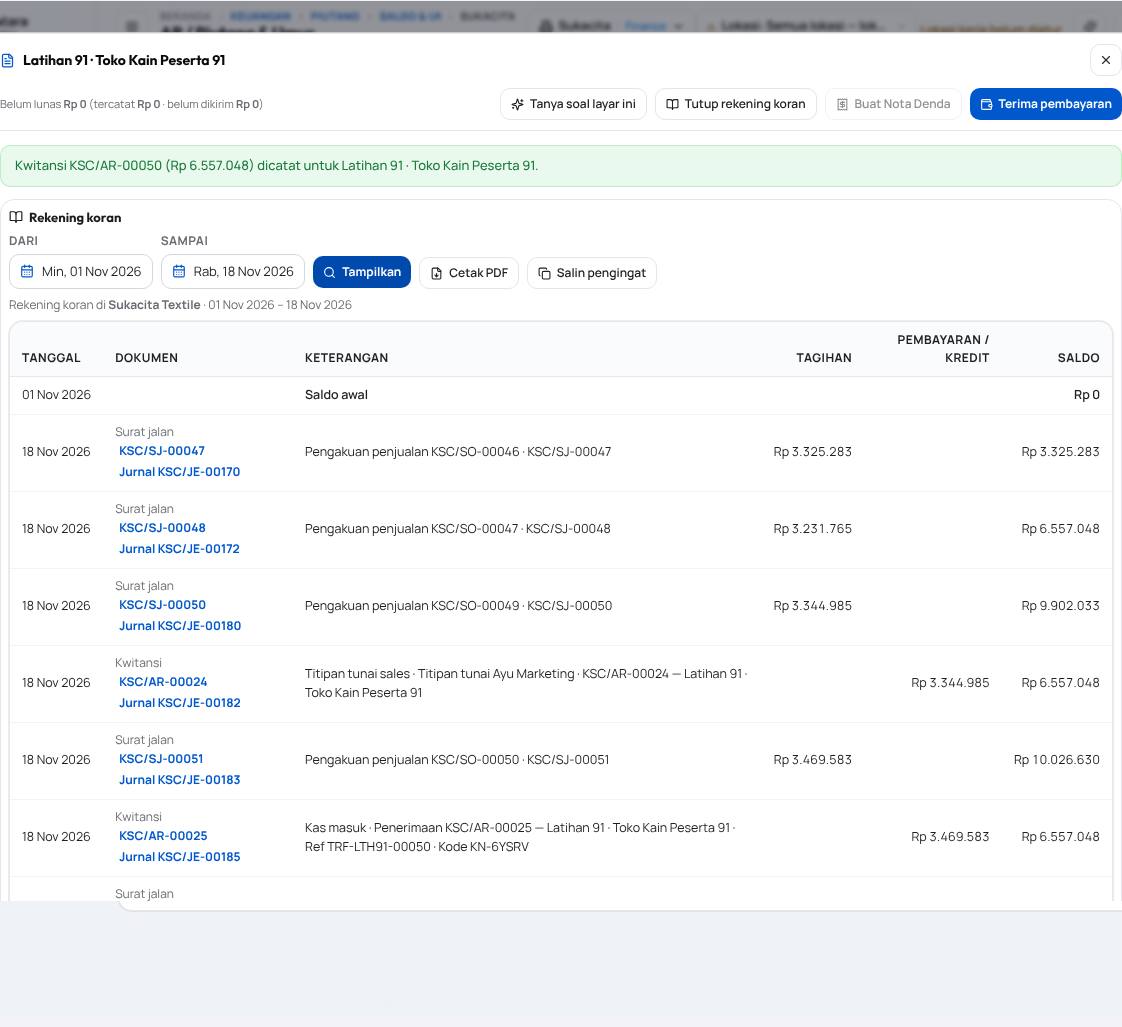 BERANDA KEUANGAN PIUTANG SALDO & UI SUKACITA
Sukacita Finance Lokasi: Semua lokasi — tok...
Latihan 91 · Toko Kain Peserta 91
Belum lunas Rp 0 (tercatat Rp 0 · belum dikirim Rp 0)
Tanya soal layar ini
Tutup rekening koran
Buat Nota Denda
Terima pembayaran
Kwitansi KSC/AR-00050 (Rp 6.557.048) dicatat untuk Latihan 91 · Toko Kain Peserta 91.
Rekening koran
DARI SAMPAI
Min, 01 Nov 2026 Rab, 18 Nov 2026 Tampilkan Cetak PDF Salin pengingat
Rekening koran di Sukacita Textile · 01 Nov 2026 – 18 Nov 2026
TANGGAL DOKUMEN KETERANGAN TAGIHAN PEMBAYARAN / KREDIT SALDO
01 Nov 2026 Saldo awal Rp 0
Surat jalan
18 Nov 2026 KSC/SJ-00047 Pengakuan penjualan KSC/SO-00046 · KSC/SJ-00047 Rp 3.325.283 Rp 3.325.283
Jurnal KSC/JE-00170
Surat jalan
18 Nov 2026 KSC/SJ-00048 Pengakuan penjualan KSC/SO-00047 · KSC/SJ-00048 Rp 3.231.765 Rp 6.557.048
Jurnal KSC/JE-00172
Surat jalan
18 Nov 2026 KSC/SJ-00050 Pengakuan penjualan KSC/SO-00049 · KSC/SJ-00050 Rp 3.344.985 Rp 9.902.033
Jurnal KSC/JE-00180
Kwitansi
18 Nov 2026 KSC/AR-00024 Titipan tunai sales · Titipan tunai Ayu Marketing · KSC/AR-00024 — Latihan 91 · Toko Kain Peserta 91 Rp 3.344.985 Rp 6.557.048
Jurnal KSC/JE-00182
Surat jalan
18 Nov 2026 KSC/SJ-00051 Pengakuan penjualan KSC/SO-00050 · KSC/SJ-00051 Rp 3.469.583 Rp 10.026.630
Jurnal KSC/JE-00183
Kwitansi
18 Nov 2026 KSC/AR-00025 Kas masuk · Penerimaan KSC/AR-00025 — Latihan 91 · Toko Kain Peserta 91 · Ref TRF-LTH91-00050 · Kode KN-6YSRV Rp 3.469.583 Rp 6.557.048
Jurnal KSC/JE-00185
Surat jalan